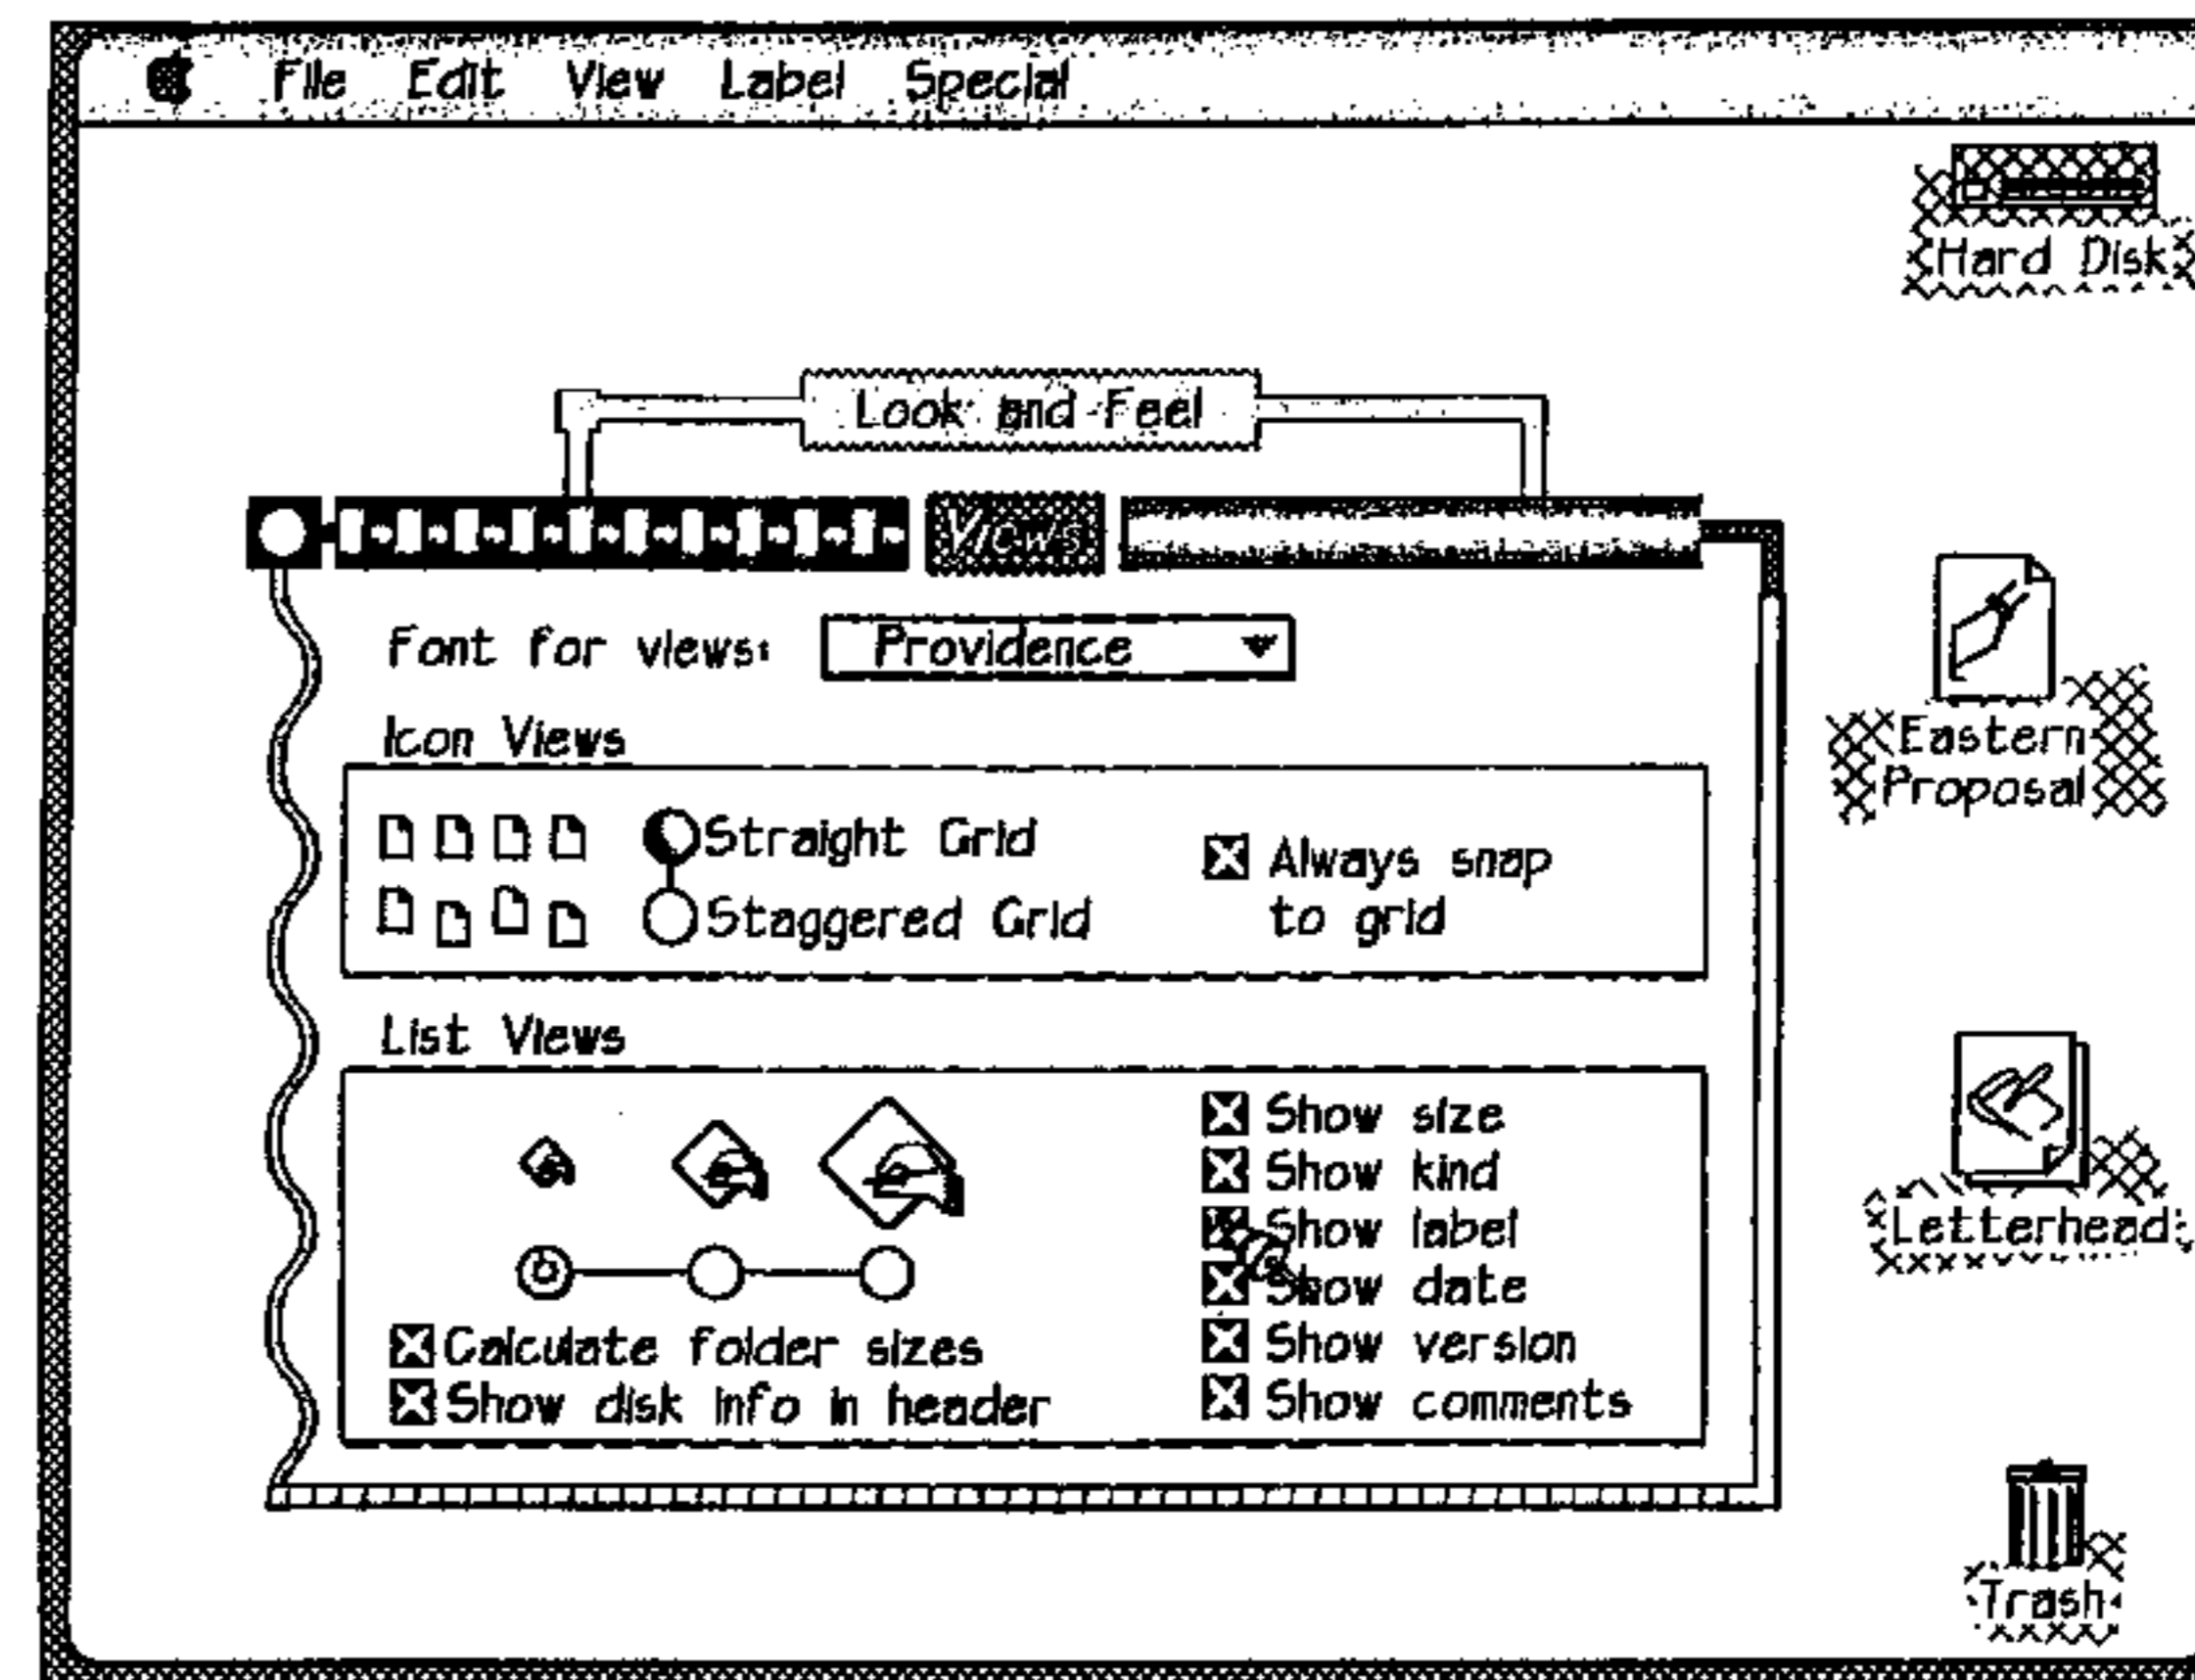 File Edit View Label Special
Hard Disk
Look and Feel
Views
Font for views: Providence
Icon Views
Straight Grid
Staggered Grid
Always snap
to grid
List Views
Show size
Show kind
Show label
Show date
Show version
Show comments
Calculate folder sizes
Show disk info in header
Eastern
Proposal
Letterhead
Trash